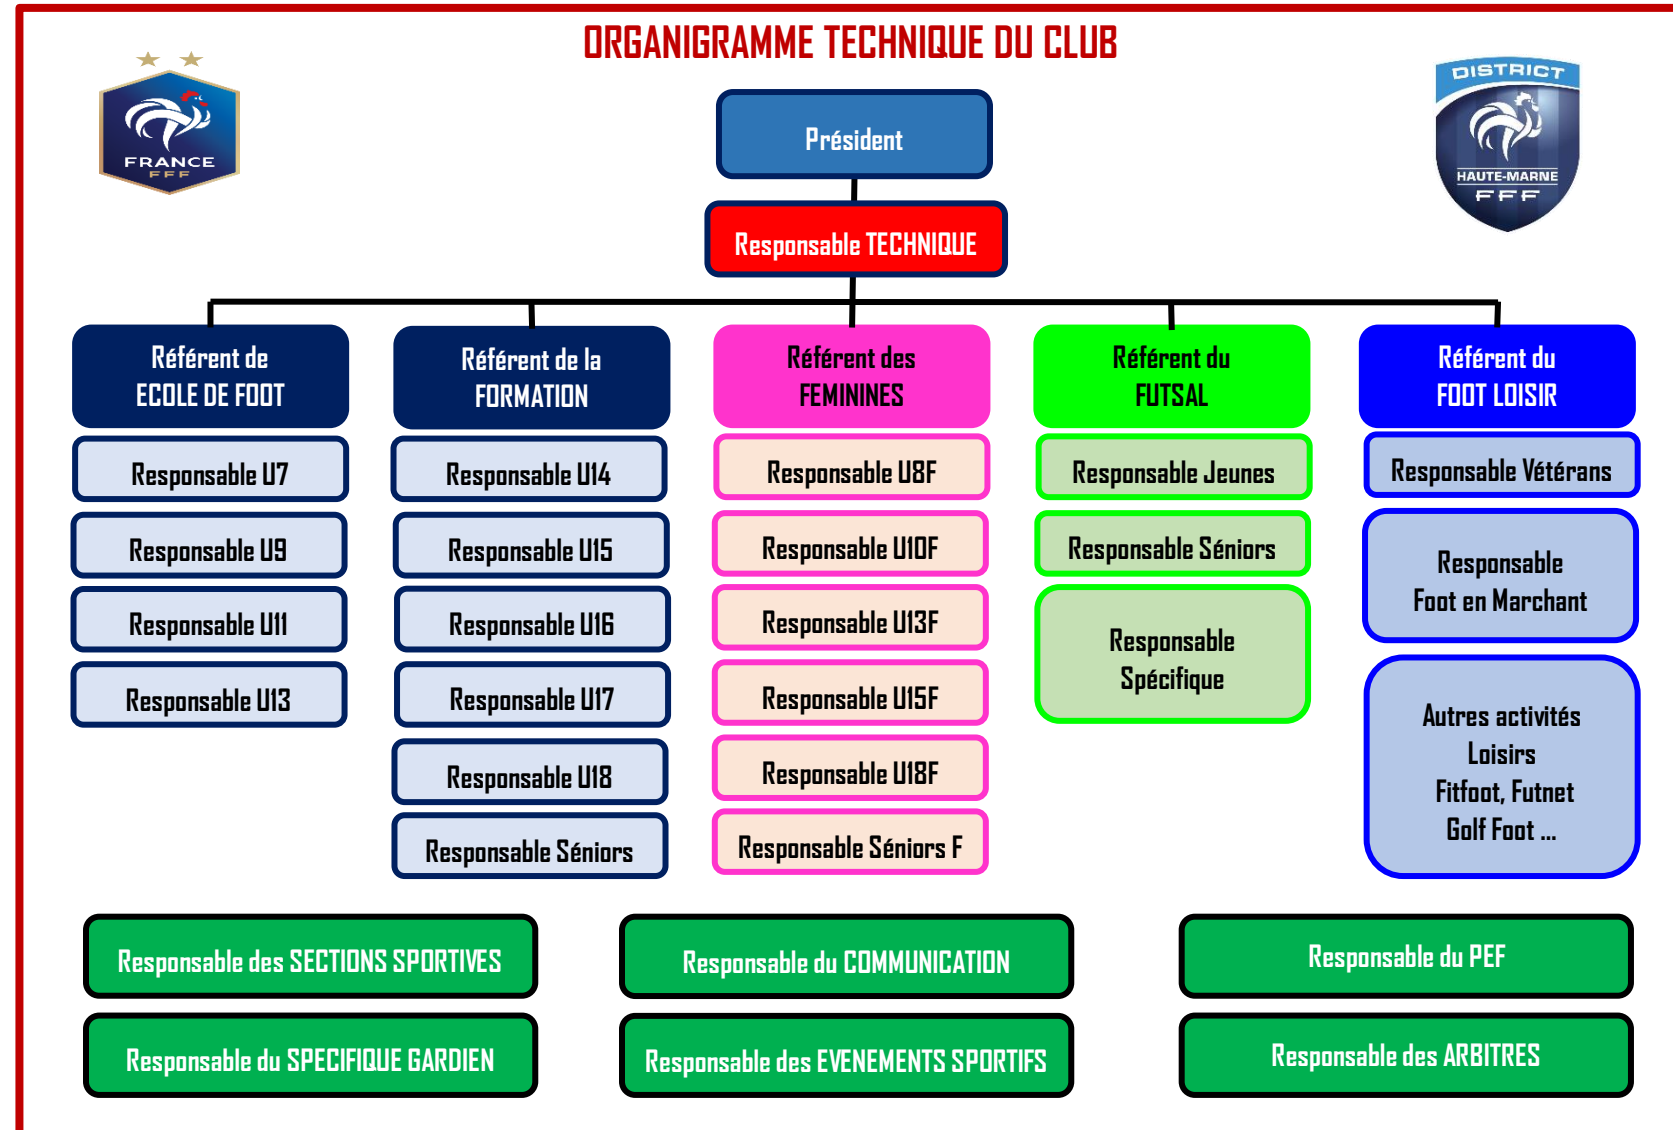 ORGANIGRAMME TECHNIQUE DU CLUB
FRANCE
FFF
DISTRICT
HAUTE-MARNE
FFF
Président
Responsable TECHNIQUE
Référent de
ECOLE DE FOOT
Responsable U7
Responsable U9
Responsable U11
Responsable U13
Référent de la
FORMATION
Responsable U14
Responsable U15
Responsable U16
Responsable U17
Responsable U18
Responsable Séniors
Référent des
FEMININES
Responsable U8F
Responsable U10F
Responsable U13F
Responsable U15F
Responsable U18F
Responsable Séniors F
Référent du
FUTSAL
Responsable Jeunes
Responsable Séniors
Responsable
Spécifique
Référent du
FOOT LOISIR
Responsable Vétérans
Responsable
Foot en Marchant
Autres activités
Loisirs
Fitfoot, Futnet
Golf Foot ...
Responsable des SECTIONS SPORTIVES
Responsable du COMMUNICATION
Responsable du PEF
Responsable du SPECIFIQUE GARDIEN
Responsable des EVENEMENTS SPORTIFS
Responsable des ARBITRES